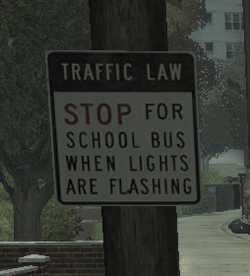 TRAFFIC LAW
STOP FOR
SCHOOL BUS
WHEN LIGHTS
ARE FLASHING